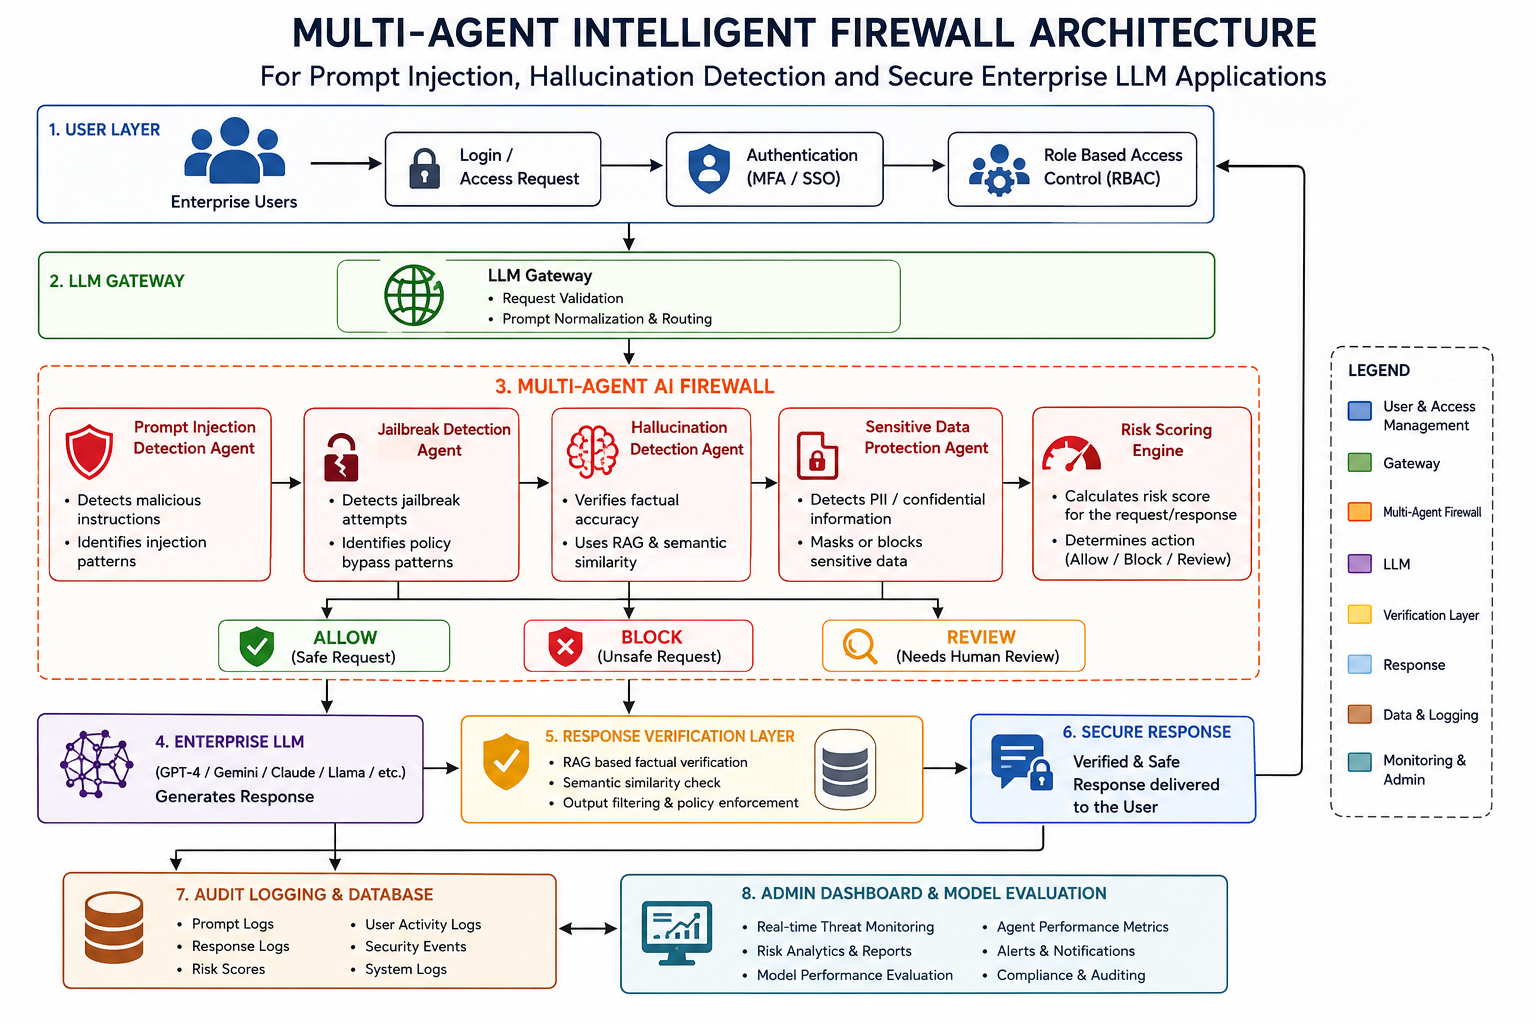 MULTI-AGENT INTELLIGENT FIREWALL ARCHITECTURE
For Prompt Injection, Hallucination Detection and Secure Enterprise LLM Applications
1. USER LAYER
Enterprise Users
Login /
Access Request
Authentication
(MFA / SSO)
Role Based Access
Control (RBAC)
2. LLM GATEWAY
LLM Gateway
• Request Validation
• Prompt Normalization & Routing
3. MULTI-AGENT AI FIREWALL
Prompt Injection
Detection Agent
• Detects malicious
instructions
• Identifies injection
patterns
Jailbreak Detection
Agent
• Detects jailbreak
attempts
• Identifies policy
bypass patterns
Hallucination
Detection Agent
• Verifies factual
accuracy
• Uses RAG & semantic
similarity
Sensitive Data
Protection Agent
• Detects PII / confidential
information
• Masks or blocks
sensitive data
Risk Scoring
Engine
• Calculates risk score
for the request/response
• Determines action
(Allow / Block / Review)
ALLOW
(Safe Request)
BLOCK
(Unsafe Request)
REVIEW
(Needs Human Review)
4. ENTERPRISE LLM
(GPT-4 / Gemini / Claude / Llama / etc.)
Generates Response
5. RESPONSE VERIFICATION LAYER
• RAG based factual verification
• Semantic similarity check
• Output filtering & policy enforcement
6. SECURE RESPONSE
Verified & Safe
Response delivered
to the User
7. AUDIT LOGGING & DATABASE
• Prompt Logs
• Response Logs
• Risk Scores
• User Activity Logs
• Security Events
• System Logs
8. ADMIN DASHBOARD & MODEL EVALUATION
• Real-time Threat Monitoring
• Risk Analytics & Reports
• Model Performance Evaluation
• Agent Performance Metrics
• Alerts & Notifications
• Compliance & Auditing
LEGEND
User & Access
Management
Gateway
Multi-Agent Firewall
LLM
Verification Layer
Response
Data & Logging
Monitoring &
Admin